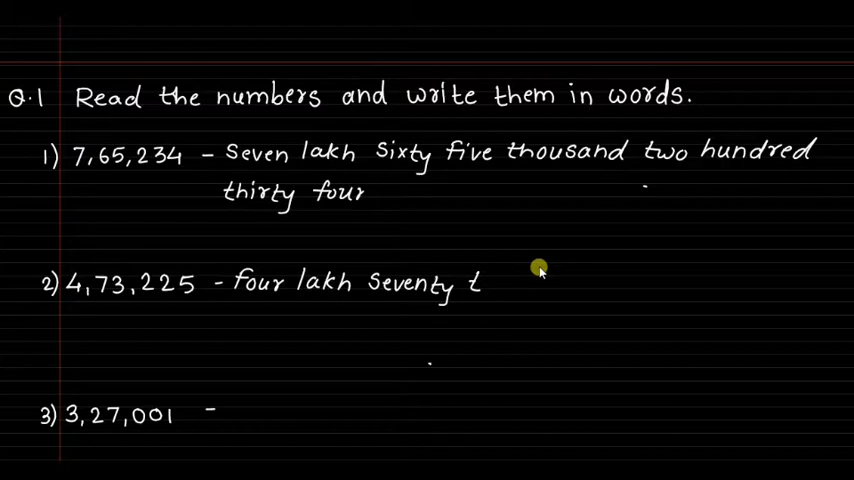 Q.1 Read the numbers and write them in words.
1) 7,65,234 - Seven lakh sixty five thousand two hundred
thirty four
2) 4,73,225 - four lakh seventy t
3) 3,27,001 -